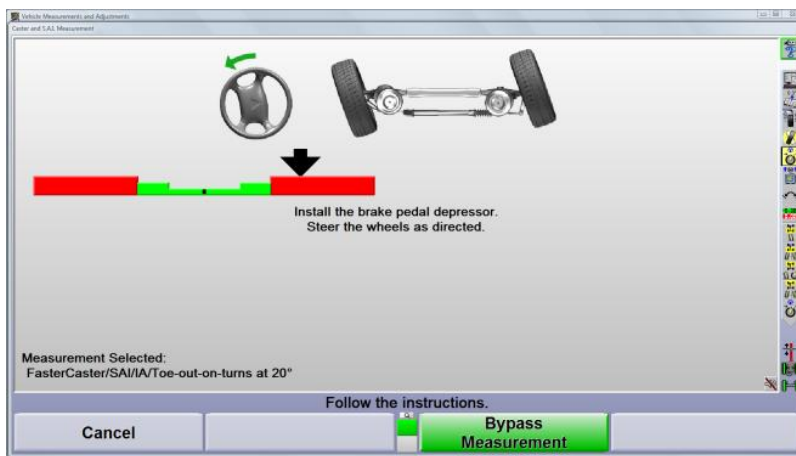 Vehicle Measurements and Adjustments
Caster and S.A.I. Measurement
Install the brake pedal depressor.
Steer the wheels as directed.
Measurement Selected:
FasterCaster/SAI/IA/Toe-out-on-turns at 20°
Follow the instructions.
Cancel
Bypass
Measurement